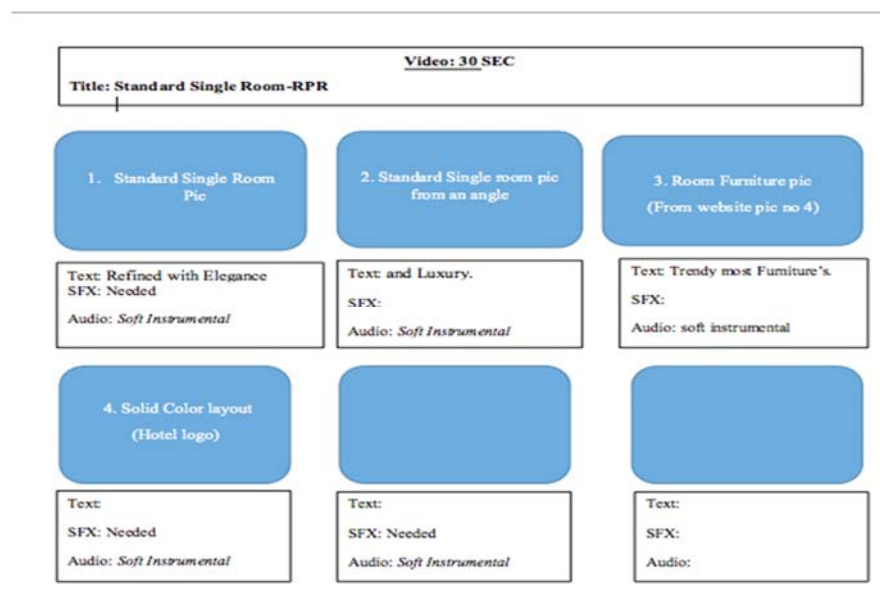 Video: 30 SEC
Title: Standard Single Room-RPR
1. Standard Single Room
Pic
2. Standard Single room pic
from an angle
3. Room Furniture pic
(From website pic no 4)
Text: Refined with Elegance
SFX: Needed
Audio: Soft Instrumental
Text: and Luxury.
SFX:
Audio: Soft Instrumental
Text: Trendy most Furniture's.
SFX:
Audio: soft instrumental
4. Solid Color layout
(Hotel logo)
Text:
SFX: Needed
Audio: Soft Instrumental
Text:
SFX: Needed
Audio: Soft Instrumental
Text:
SFX:
Audio: